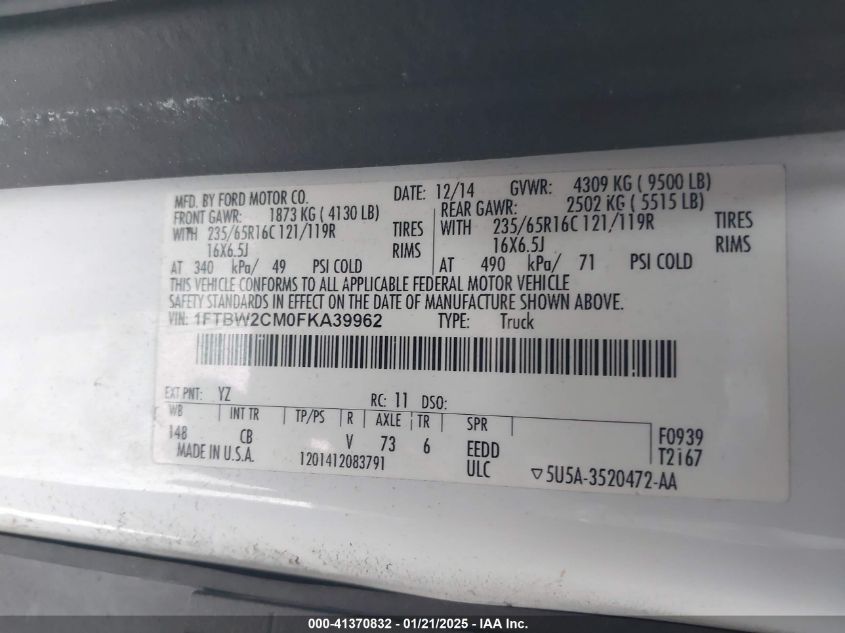 MFD. BY FORD MOTOR CO. DATE: 12/14 GVWR: 4309 KG ( 9500 LB)
FRONT GAWR: 1873 KG ( 4130 LB) REAR GAWR: 2502 KG ( 5515 LB)
WITH 235/65R16C 121/119R TIRES WITH 235/65R16C 121/119R TIRES
16X6.5J RIMS 16X6.5J RIMS
AT 340 kPa/ 49 PSI COLD AT 490 kPa/ 71 PSI COLD
THIS VEHICLE CONFORMS TO ALL APPLICABLE FEDERAL MOTOR VEHICLE
SAFETY STANDARDS IN EFFECT ON THE DATE OF MANUFACTURE SHOWN ABOVE.
VIN: 1FTBW2CM0FKA39962 TYPE: Truck
EXT PNT: YZ RC: 11 DSO:
WB INT TR TP/PS R AXLE TR SPR
148 CB V 73 6 EEDD F0939
MADE IN U.S.A. 1201412083791 ULC ▽5U5A-3520472-AA T2i67
000-41370832 / 01/21/2025 - IAA Inc.